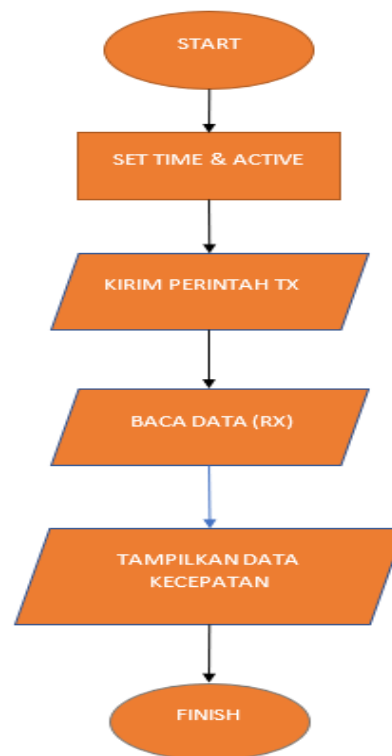 START
SET TIME & ACTIVE
KIRIM PERINTAH TX
BACA DATA (RX)
TAMPILKAN DATA
KECEPATAN
FINISH